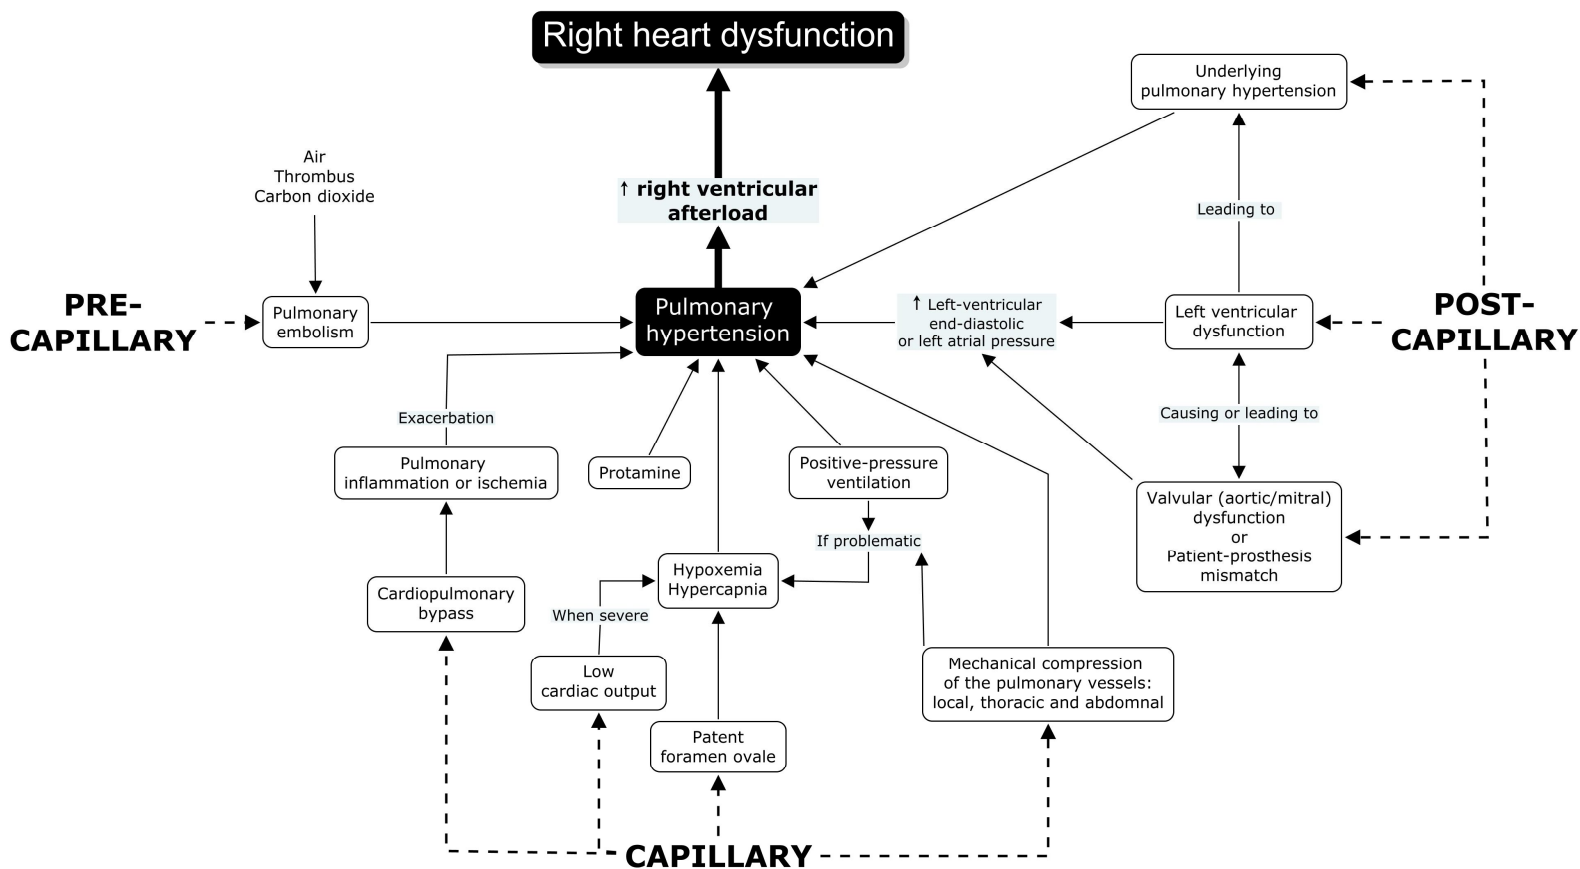 Right heart dysfunction
Underlying
pulmonary hypertension
Air
Thrombus
Carbon dioxide
↑ right ventricular
afterload
Leading to
PRE-
CAPILLARY
Pulmonary
embolism
Pulmonary
hypertension
↑ Left-ventricular
end-diastolic
or left atrial pressure
Left ventricular
dysfunction
POST-
CAPILLARY
Exacerbation
Causing or leading to
Pulmonary
inflammation or ischemia
Protamine
Positive-pressure
ventilation
Valvular (aortic/mitral)
dysfunction
or
Patient-prosthesis
mismatch
If problematic
Hypoxemia
Hypercapnia
Cardiopulmonary
bypass
When severe
Low
cardiac output
Mechanical compression
of the pulmonary vessels:
local, thoracic and abdomnal
Patent
foramen ovale
CAPILLARY